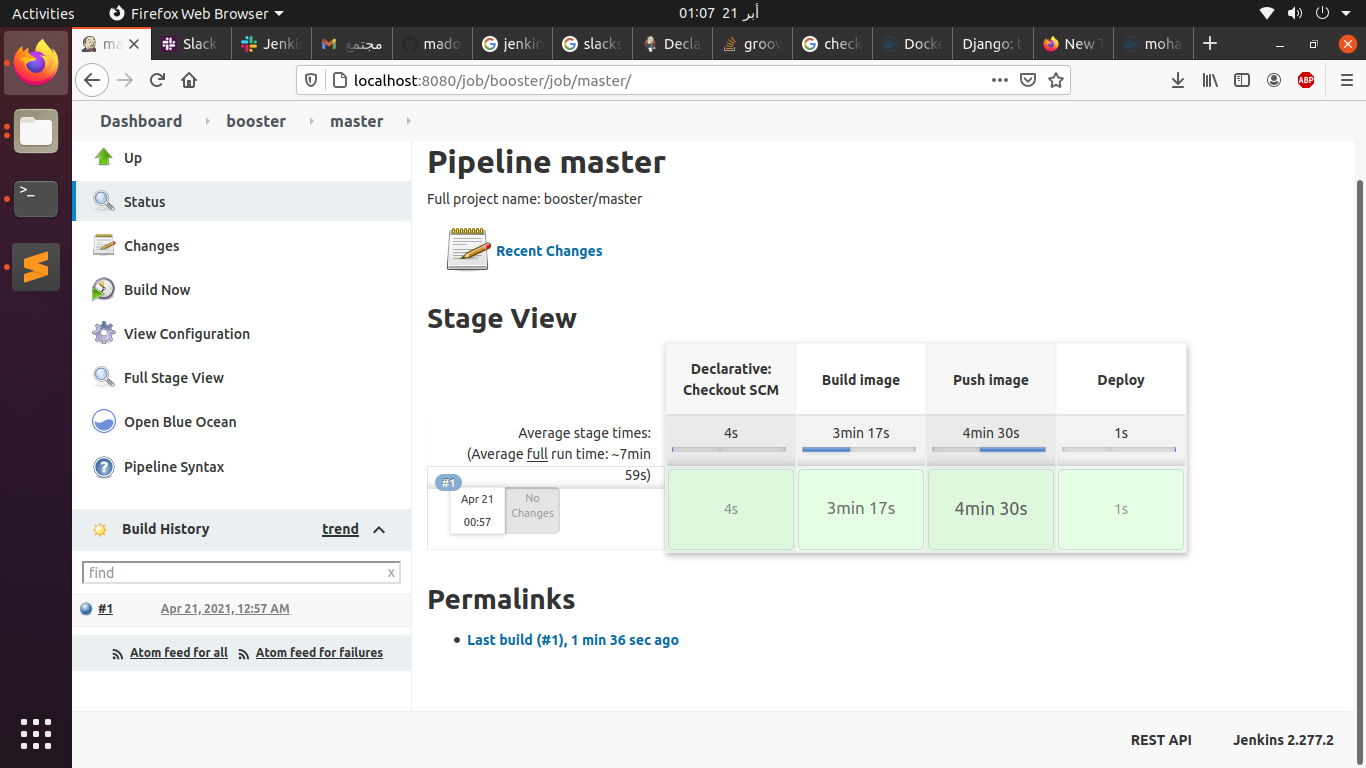 Activities
Firefox Web Browser
01:07 21 أبر
ma
Slack
Jenki
مجتمع
mado
jenkin
slacks
Decla
groov
check
Docke
Django: t
New T
moha
localhost:8080/job/booster/job/master/
ABP
Dashboard
booster
master
Up
Status
Changes
Build Now
View Configuration
Full Stage View
Open Blue Ocean
Pipeline Syntax
Build History
trend
find
x
#1
Apr 21, 2021, 12:57 AM
Atom feed for all
Atom feed for failures
Pipeline master
Full project name: booster/master
Recent Changes
Stage View
Declarative:
Checkout SCM
Build image
Push image
Deploy
Average stage times:
(Average full run time: ~7min
59s)
4s
3min 17s
4min 30s
1s
#1
Apr 21
00:57
No
Changes
4s
3min 17s
4min 30s
1s
Permalinks
Last build (#1), 1 min 36 sec ago
REST API
Jenkins 2.277.2